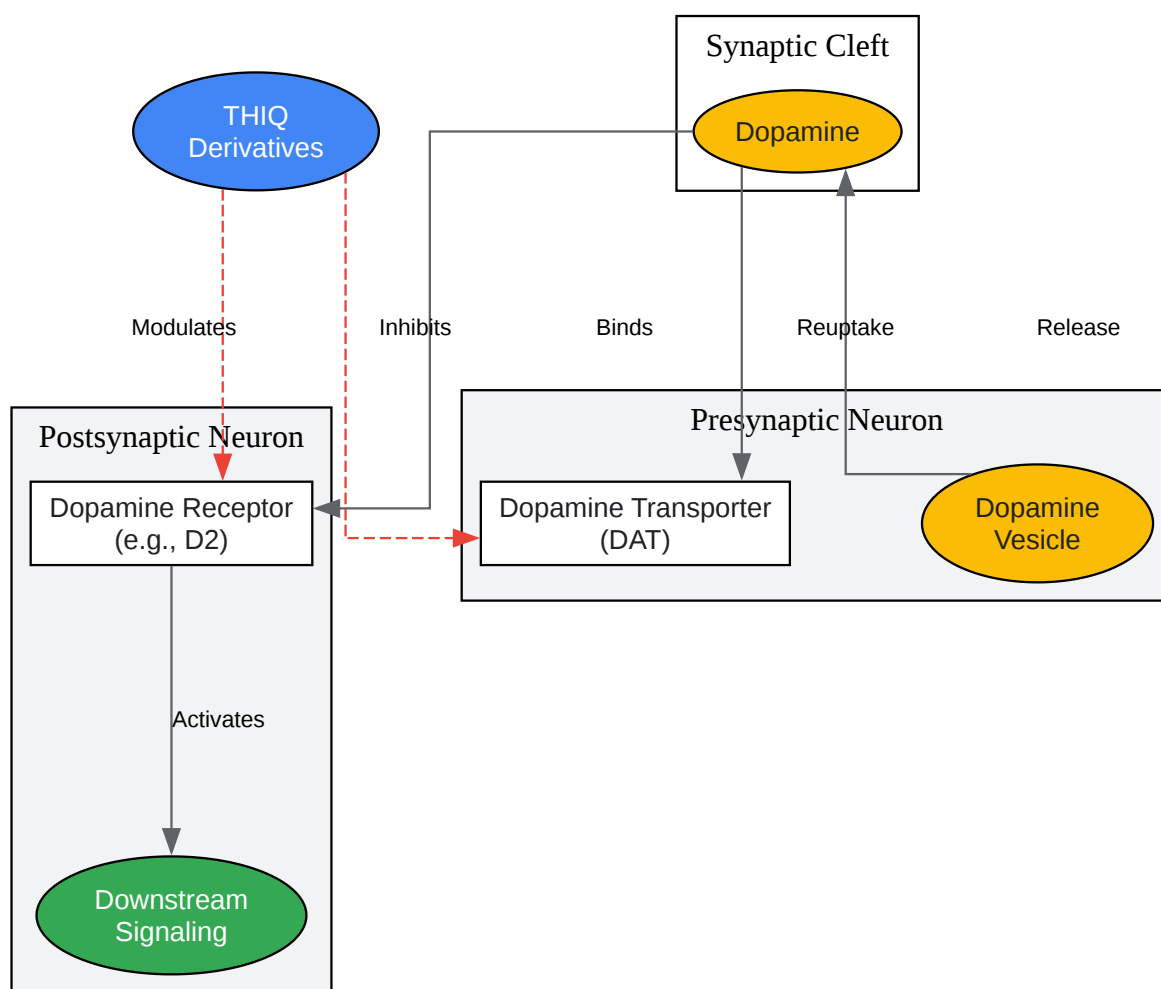 Synaptic Cleft
THIQ
Derivatives
Dopamine
Modulates
Inhibits
Binds
Reuptake
Release
Postsynaptic Neuron
Presynaptic Neuron
Dopamine Receptor
(e.g., D2)
Dopamine Transporter
(DAT)
Dopamine
Vesicle
Activates
Downstream
Signaling